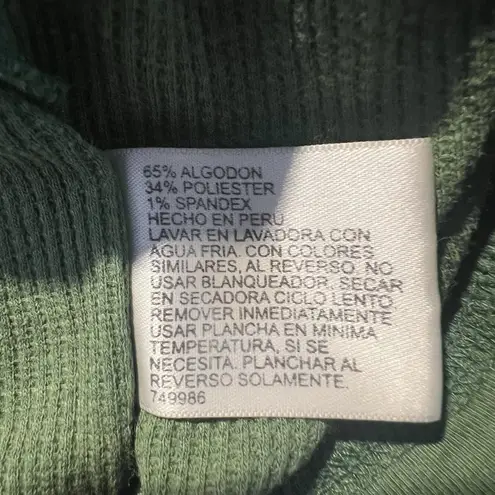 65% ALGODON
34% POLIESTER
1% SPANDEX
HECHO EN PERU
LAVAR EN LAVADORA CON
AGUA FRIA. CON COLORES
SIMILARES, AL REVERSO. NO
USAR BLANQUEADOR. SECAR
EN SECADORA CICLO LENTO
REMOVER INMEDIATAMENTE
USAR PLANCHA EN MINIMA
TEMPERATURA, SI SE
NECESITA. PLANCHAR AL
REVERSO SOLAMENTE.
749986